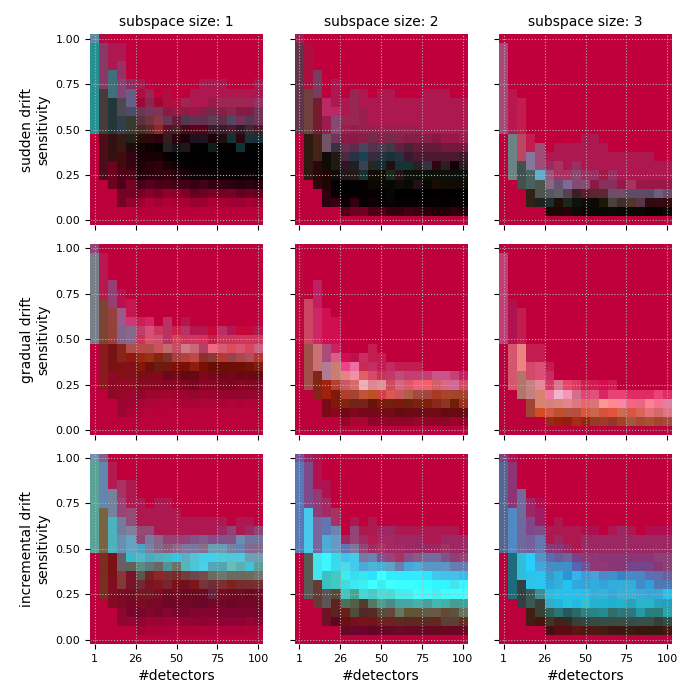 subspace size: 1
subspace size: 2
subspace size: 3
sudden drift
sensitivity
1.00
0.75
0.50
0.25
0.00
gradual drift
sensitivity
1.00
0.75
0.50
0.25
0.00
incremental drift
sensitivity
1.00
0.75
0.50
0.25
0.00
1 26 50 75 100
1 26 50 75 100
1 26 50 75 100
#detectors
#detectors
#detectors